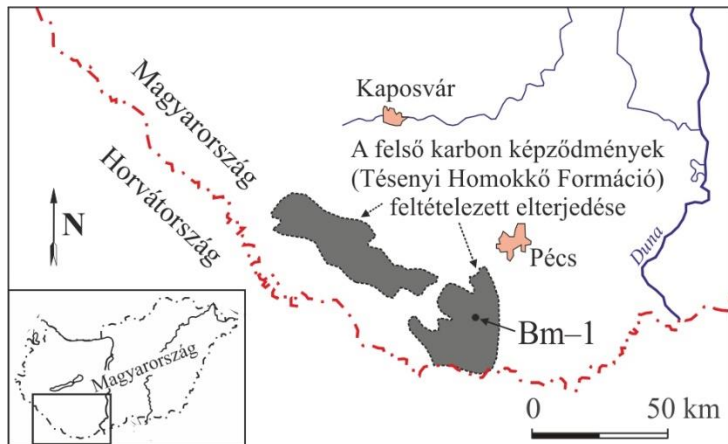 Magyarország
Horvátország
Kaposvár
A felső karbon képződmények
(Tésenyi Homokkő Formáció)
feltételezett elterjedése
N
Pécs
Duna
Bm–1
Magyarország
0 50 km